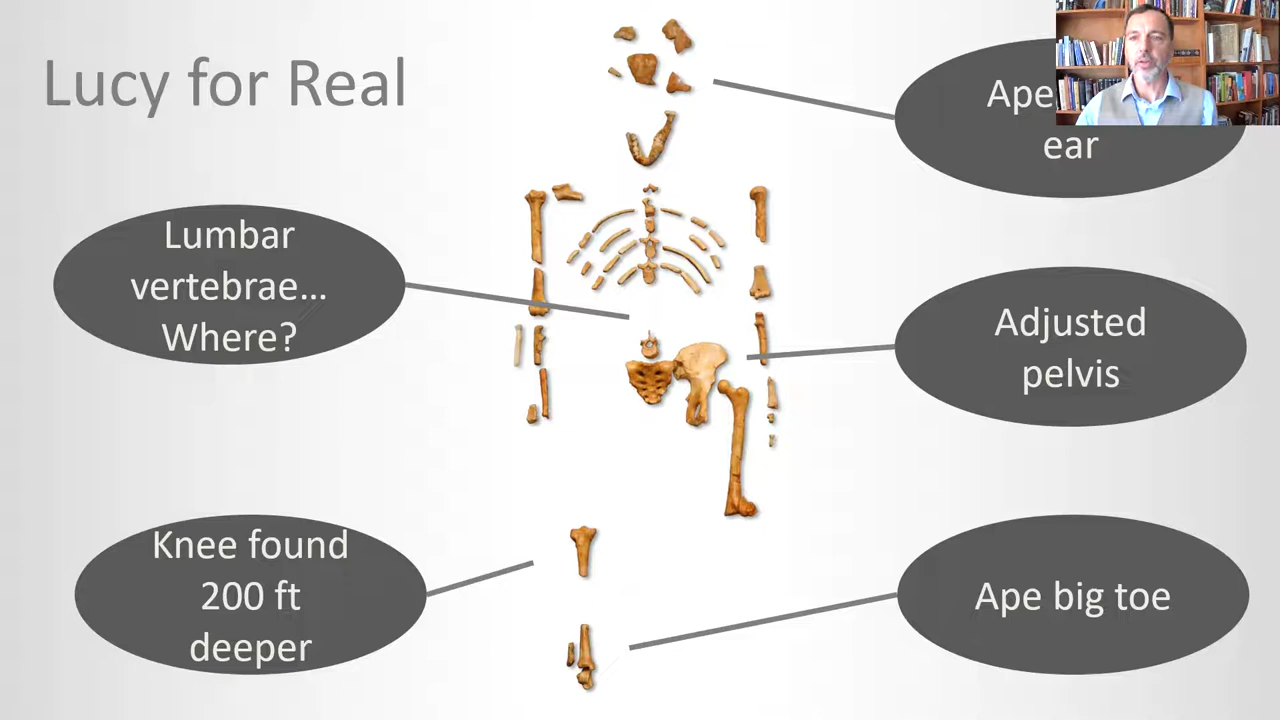 Lucy for Real
Ape
ear
Lumbar
vertebrae...
Where?
Adjusted
pelvis
Knee found
200 ft
deeper
Ape big toe